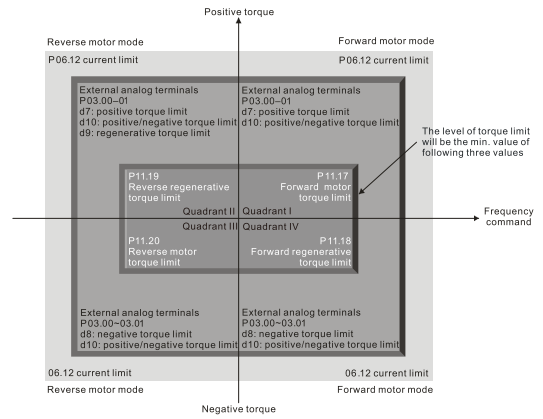 Positive torque
Reverse motor mode
Forward motor mode
P06.12 current limit
P06.12 current limit
External analog terminals
P03.00~01
d7: positive torque limit
d10: positive/negative torque limit
d9: regenerative torque limit
External analog terminals
P03.00~01
d7: positive torque limit
d10: positive/negative torque limit
The level of torque limit
will be the min. value of
following three values
P11.19
Reverse regenerative
torque limit
P11.17
Forward motor
torque limit
Quadrant II
Quadrant I
Frequency
command
Quadrant III
Quadrant IV
P11.20
Reverse motor
torque limit
P11.18
Forward regenerative
torque limit
External analog terminals
P03.00~03.01
d8: negative torque limit
d10: positive/negative torque limit
External analog terminals
P03.00~03.01
d8: negative torque limit
d10: positive/negative torque limit
06.12 current limit
06.12 current limit
Reverse motor mode
Forward motor mode
Negative torque